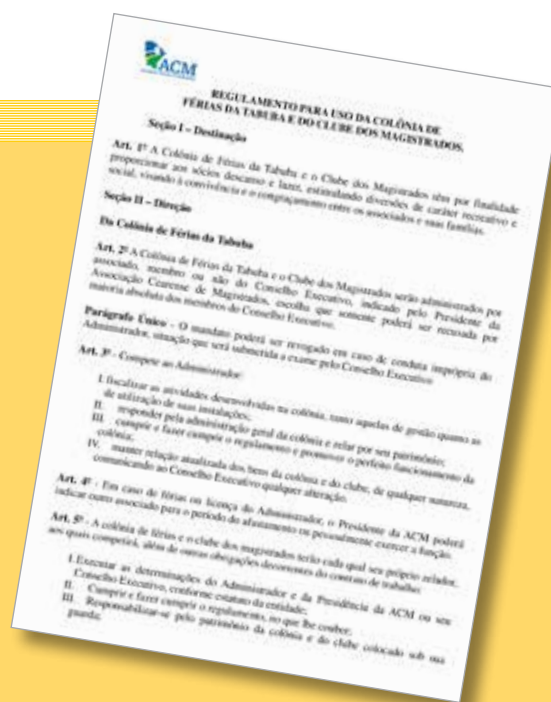 ACM
REGULAMENTO PARA USO DA COLÔNIA DE
FÉRIAS DA TABUBA E DO CLUBE DOS MAGISTRADOS.
Seção I – Destinação
Art. 1º A Colônia de Férias da Tabuba e o Clube dos Magistrados têm por finalidade
proporcionar aos sócios descanso e lazer, estimulando diversões de caráter recreativo e
social, visando à convivência e o congraçamento entre os associados e suas famílias.
Seção II – Direção
Da Colônia de Férias da Tabuba
Art. 2º A Colônia de Férias da Tabuba e o Clube dos Magistrados serão administrados por
associado, membro ou não do Conselho Executivo, indicado pelo Presidente da
Associação Cearense de Magistrados, escolha que somente poderá ser recusada por
maioria absoluta dos membros do Conselho Executivo.
Parágrafo Único - O mandato poderá ser revogado em caso de conduta imprópria do
Administrador, situação que será submetida a exame pelo Conselho Executivo
Art. 3º - Compete ao Administrador:
I. fiscalizar as atividades desenvolvidas na colônia, tanto aquelas de gestão quanto as
de utilização de suas instalações;
II. responder pela administração geral da colônia e zelar por seu patrimônio;
III. cumprir e fazer cumprir o regulamento e promover o perfeito funcionamento da
colônia;
IV. manter relação atualizada dos bens da colônia e do clube, de qualquer natureza,
comunicando ao Conselho Executivo qualquer alteração.
Art. 4º - Em caso de férias ou licença do Administrador, o Presidente da ACM poderá
indicar outro associado para o período do afastamento ou pessoalmente exercer a função.
Art. 5º - A colônia de férias e o clube dos magistrados terão cada qual seu próprio zelador,
aos quais competirá, além de outras obrigações decorrentes do contrato de trabalho:
I. Executar as determinações do Administrador e da Presidência da ACM ou seu
Conselho Executivo, conforme estatuto da entidade;
II. Cumprir e fazer cumprir o regulamento, no que lhe couber;
III. Responsabilizar-se pelo patrimônio da colônia e do clube colocado sob sua
guarda;